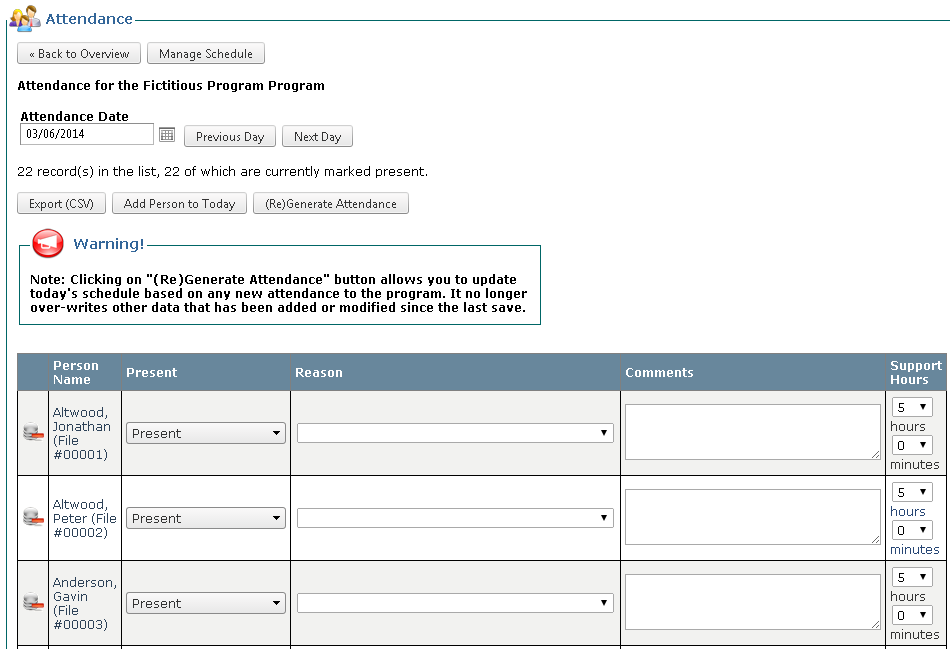 Attendance
« Back to Overview Manage Schedule
Attendance for the Fictitious Program Program
Attendance Date
03/06/2014 Previous Day Next Day
22 record(s) in the list, 22 of which are currently marked present.
Export (CSV) Add Person to Today (Re)Generate Attendance
Warning!
Note: Clicking on "(Re)Generate Attendance" button allows you to update
today's schedule based on any new attendance to the program. It no longer
over-writes other data that has been added or modified since the last save.
Person
Name
Present
Reason
Comments
Support
Hours
Altwood,
Jonathan
(File
#00001)
Present
5
hours
0
minutes
Altwood,
Peter (File
#00002)
Present
5
hours
0
minutes
Anderson,
Gavin
(File
#00003)
Present
5
hours
0
minutes